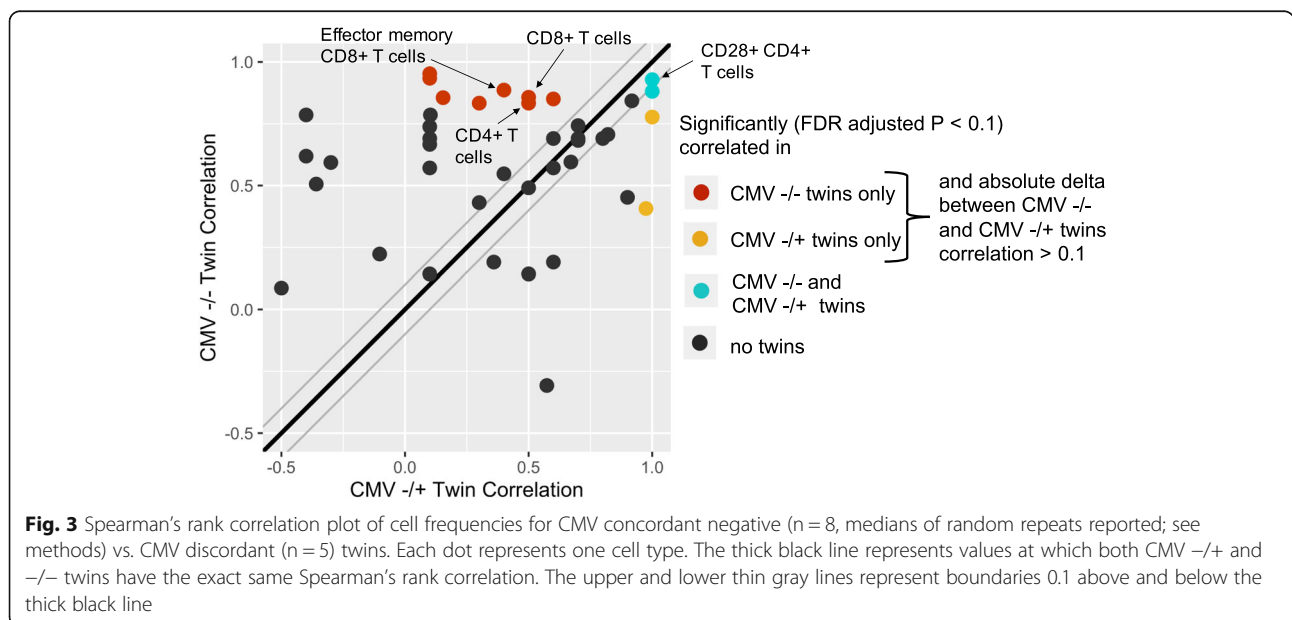 Effector memory
CD8+ T cells
CD8+ T cells
CD28+ CD4+
T cells
CD4+ T
cells
1.0
0.5
0.0
-0.5
CMV -/- Twin Correlation
-0.5 0.0 0.5 1.0
CMV -/+ Twin Correlation
Significantly (FDR adjusted P < 0.1)
correlated in
CMV -/- twins only
CMV -/+ twins only
and absolute delta
between CMV -/-
and CMV -/+ twins
correlation > 0.1
CMV -/- and
CMV -/+ twins
no twins
Fig. 3 Spearman's rank correlation plot of cell frequencies for CMV concordant negative (n = 8, medians of random repeats reported; see
methods) vs. CMV discordant (n = 5) twins. Each dot represents one cell type. The thick black line represents values at which both CMV −/+ and
−/− twins have the exact same Spearman's rank correlation. The upper and lower thin gray lines represent boundaries 0.1 above and below the
thick black line